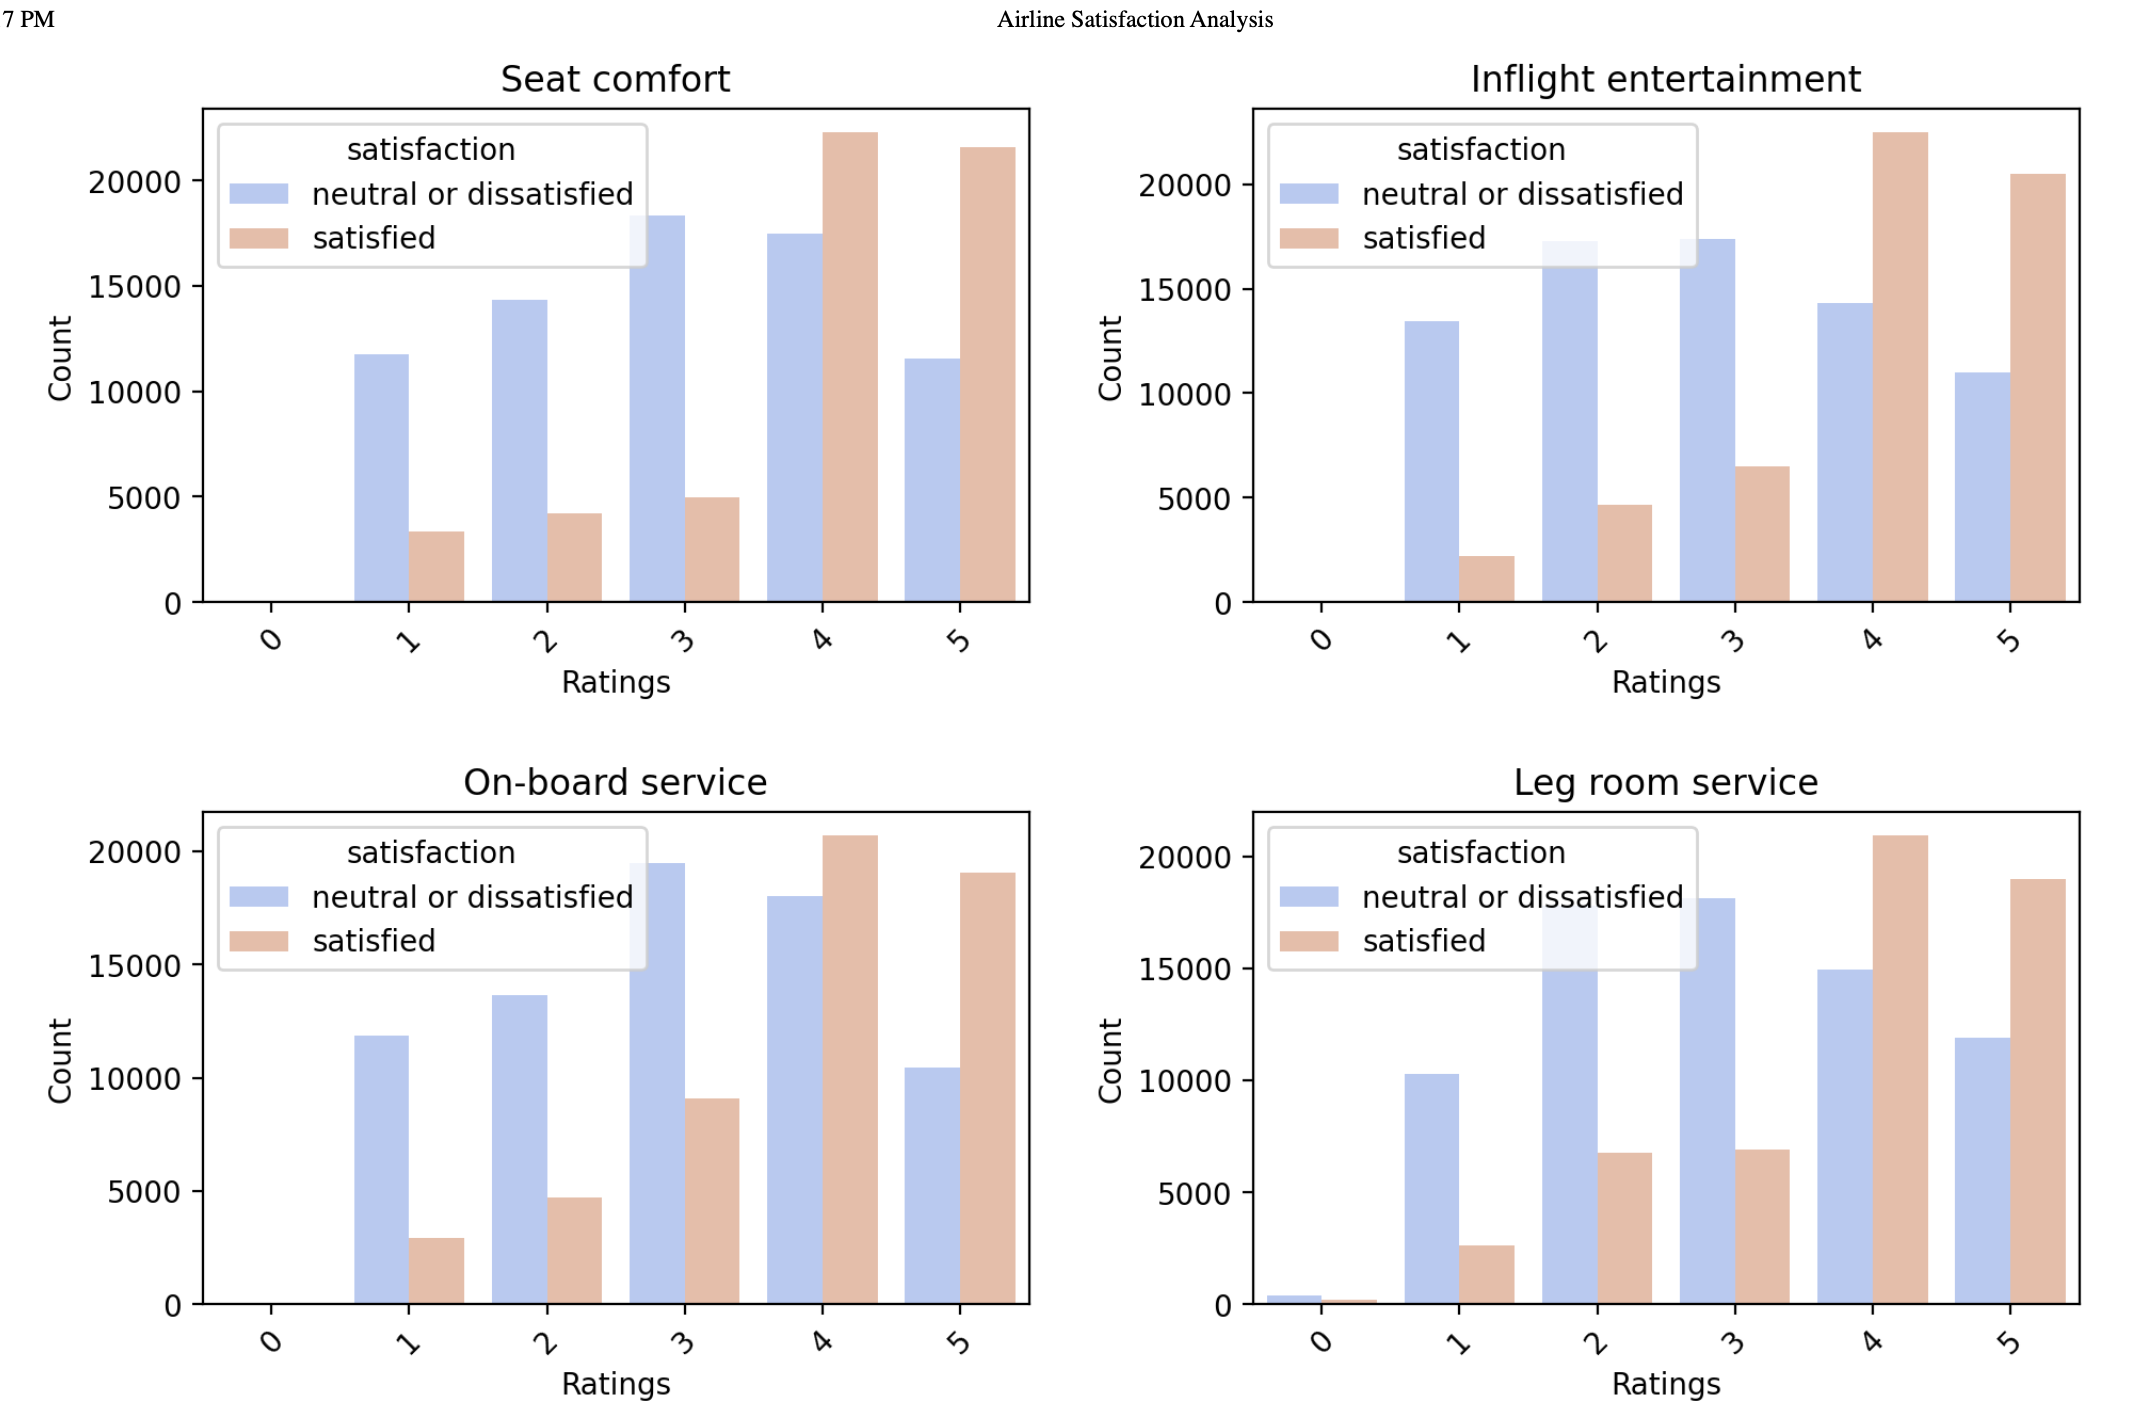 7 PM
Airline Satisfaction Analysis
Seat comfort
satisfaction
neutral or dissatisfied
satisfied
20000
15000
10000
5000
0
Count
0 1 2 3 4 5
Ratings
Inflight entertainment
satisfaction
neutral or dissatisfied
satisfied
20000
15000
10000
5000
0
Count
0 1 2 3 4 5
Ratings
On-board service
satisfaction
neutral or dissatisfied
satisfied
20000
15000
10000
5000
0
Count
0 1 2 3 4 5
Ratings
Leg room service
satisfaction
neutral or dissatisfied
satisfied
20000
15000
10000
5000
0
Count
0 1 2 3 4 5
Ratings